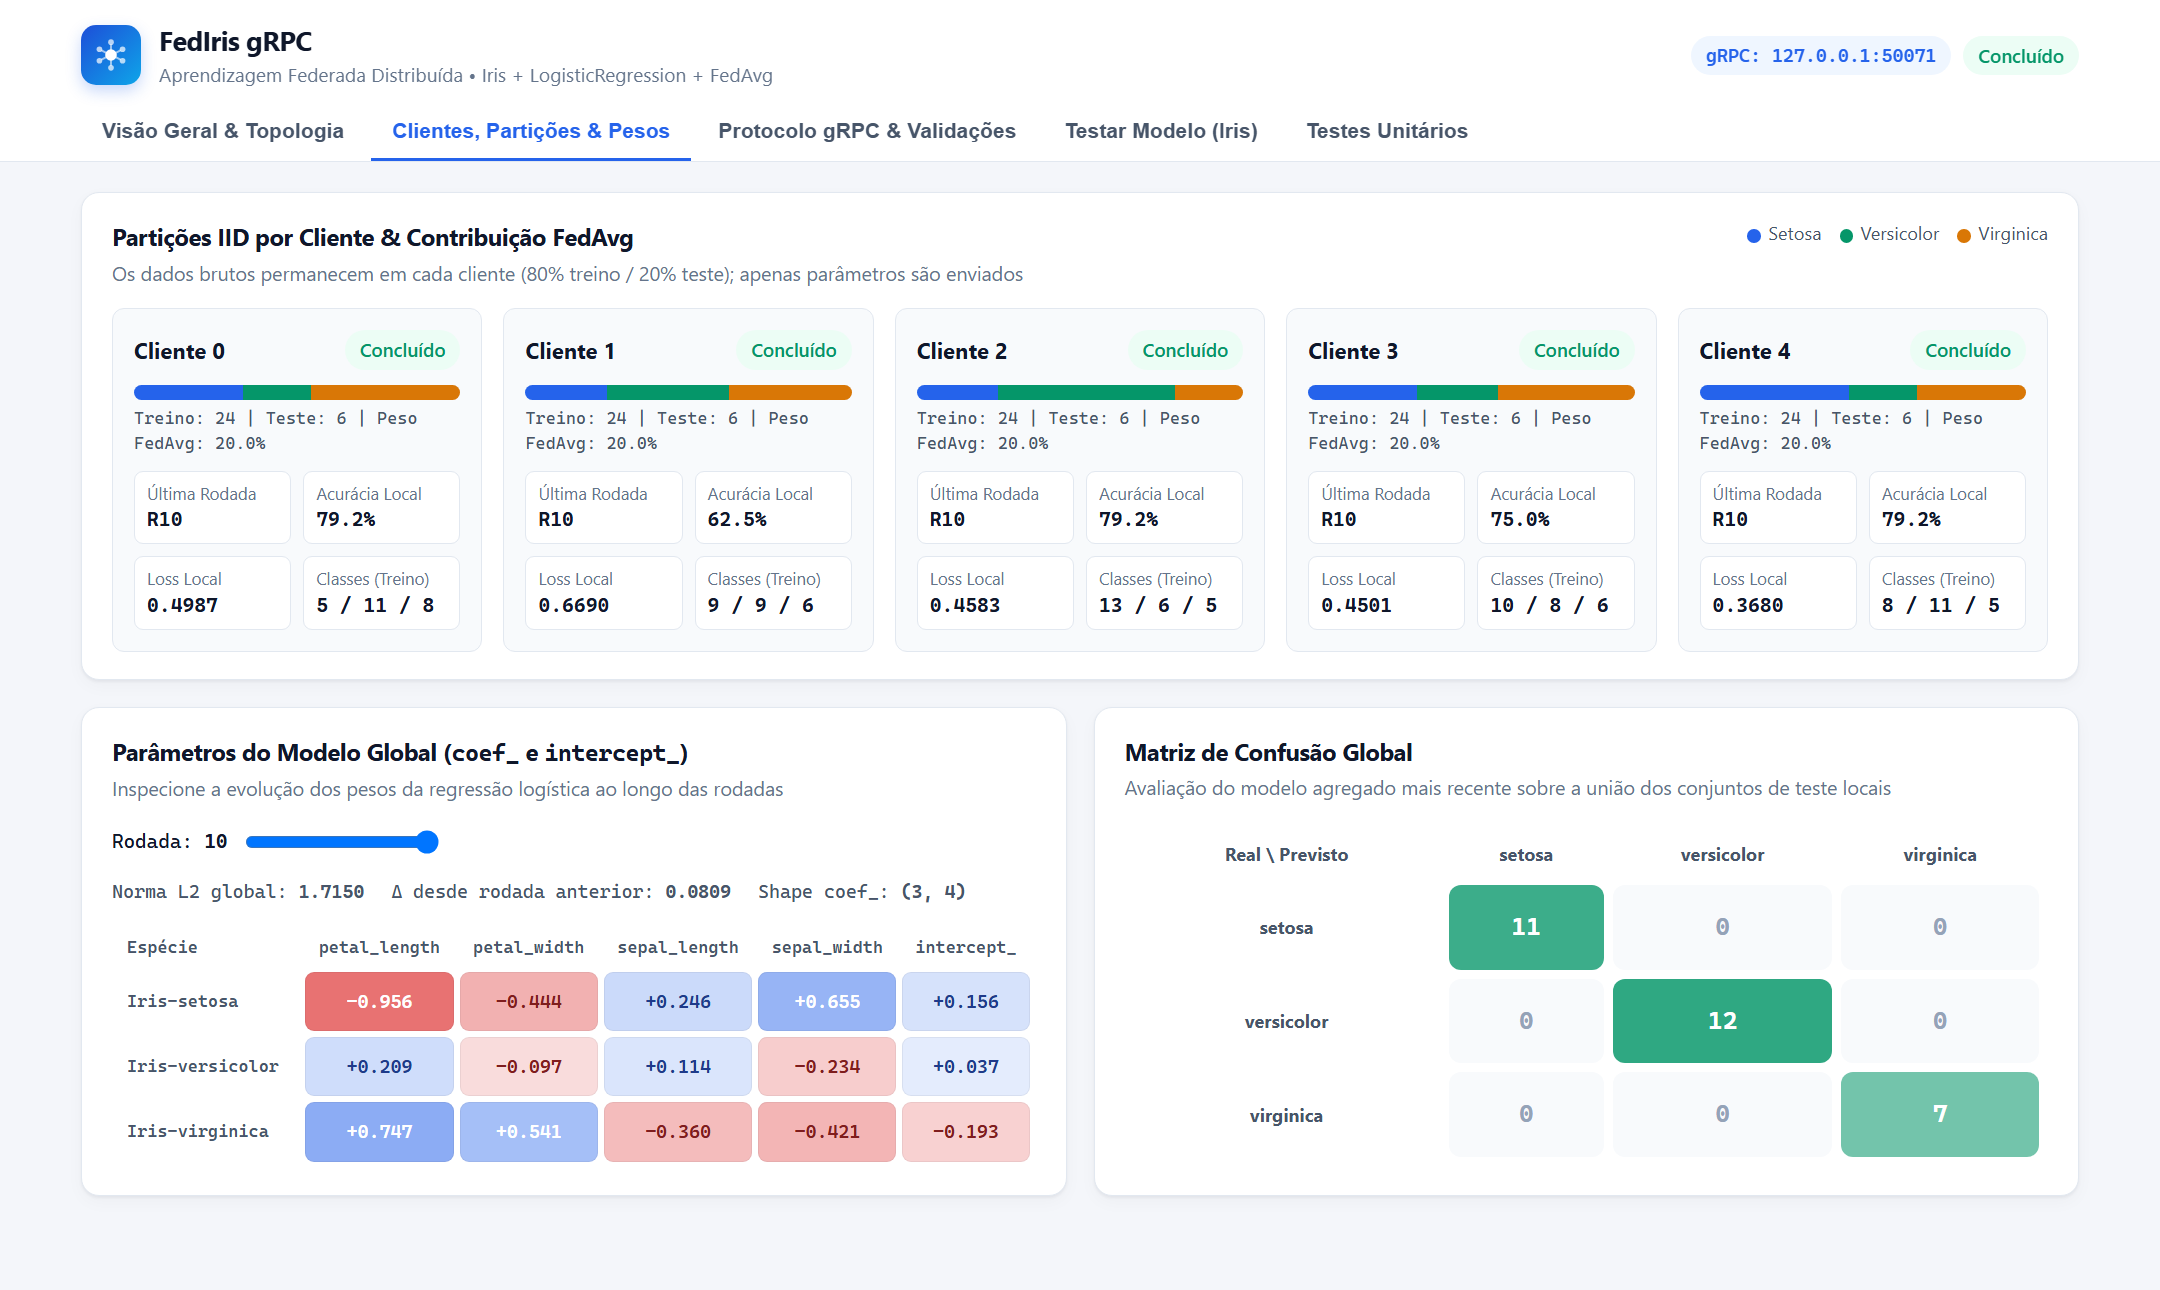 FedIris gRPC
Aprendizagem Federada Distribuída • Iris + LogisticRegression + FedAvg
gRPC: 127.0.0.1:50071
Concluído
Visão Geral & Topologia
Clientes, Partições & Pesos
Protocolo gRPC & Validações
Testar Modelo (Iris)
Testes Unitários
Partições IID por Cliente & Contribuição FedAvg
Setosa
Versicolor
Virginica
Os dados brutos permanecem em cada cliente (80% treino / 20% teste); apenas parâmetros são enviados
Cliente 0
Concluído
Treino: 24 | Teste: 6 | Peso
FedAvg: 20.0%
Última Rodada
R10
Acurácia Local
79.2%
Loss Local
0.4987
Classes (Treino)
5 / 11 / 8
Cliente 1
Concluído
Treino: 24 | Teste: 6 | Peso
FedAvg: 20.0%
Última Rodada
R10
Acurácia Local
62.5%
Loss Local
0.6690
Classes (Treino)
9 / 9 / 6
Cliente 2
Concluído
Treino: 24 | Teste: 6 | Peso
FedAvg: 20.0%
Última Rodada
R10
Acurácia Local
79.2%
Loss Local
0.4583
Classes (Treino)
13 / 6 / 5
Cliente 3
Concluído
Treino: 24 | Teste: 6 | Peso
FedAvg: 20.0%
Última Rodada
R10
Acurácia Local
75.0%
Loss Local
0.4501
Classes (Treino)
10 / 8 / 6
Cliente 4
Concluído
Treino: 24 | Teste: 6 | Peso
FedAvg: 20.0%
Última Rodada
R10
Acurácia Local
79.2%
Loss Local
0.3680
Classes (Treino)
8 / 11 / 5
Parâmetros do Modelo Global (coef_ e intercept_)
Inspecione a evolução dos pesos da regressão logística ao longo das rodadas
Rodada: 10
Norma L2 global: 1.7150 Δ desde rodada anterior: 0.0809 Shape coef_: (3, 4)
Espécie petal_length petal_width sepal_length sepal_width intercept_
Iris-setosa −0.956 −0.444 +0.246 +0.655 +0.156
Iris-versicolor +0.209 −0.097 +0.114 −0.234 +0.037
Iris-virginica +0.747 +0.541 −0.360 −0.421 −0.193
Matriz de Confusão Global
Avaliação do modelo agregado mais recente sobre a união dos conjuntos de teste locais
Real \ Previsto setosa versicolor virginica
setosa 11 0 0
versicolor 0 12 0
virginica 0 0 7